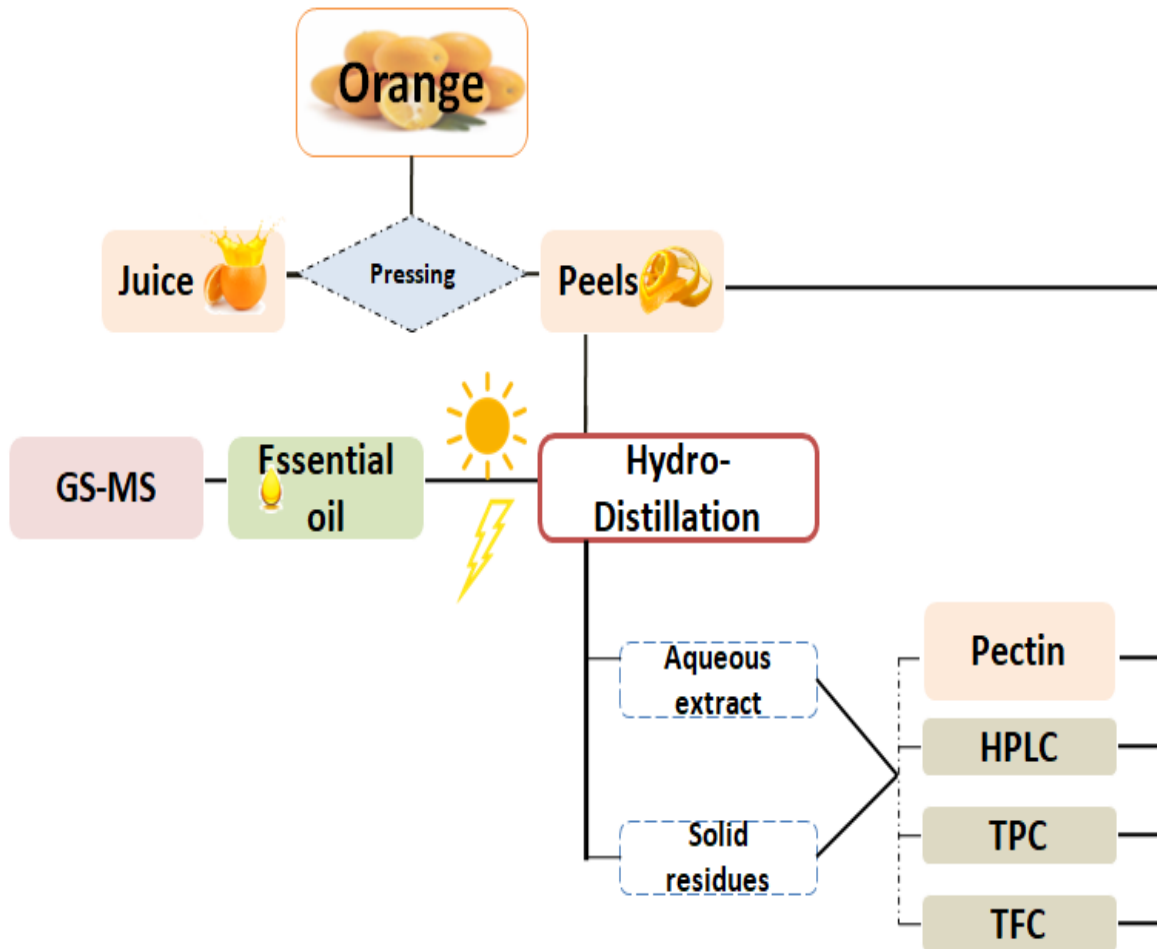 Orange
Juice
Pressing
Peels
GS-MS
Essential
oil
Hydro-
Distillation
Aqueous
extract
Solid
residues
Pectin
HPLC
TPC
TFC